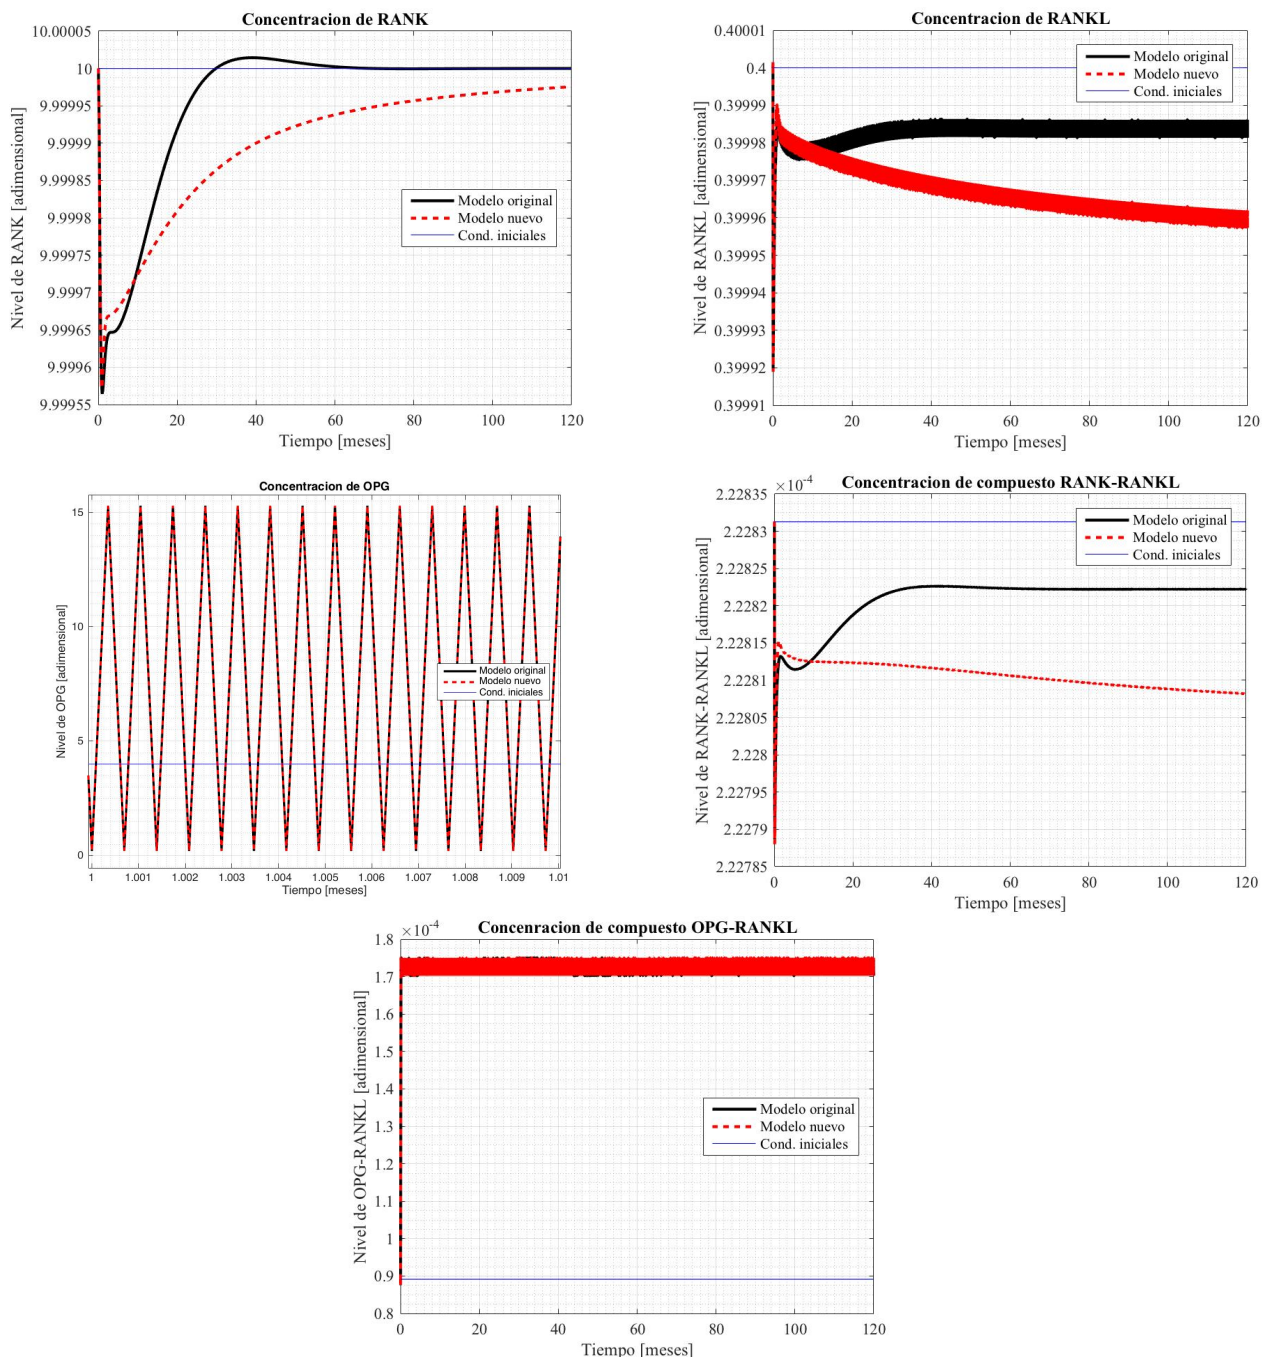 Concentracion de RANK
10.00005
10
9.99995
9.9999
9.99985
9.9998
9.99975
9.9997
9.99965
9.9996
9.99955
Nivel de RANK [adimensional]
Modelo original
Modelo nuevo
Cond. iniciales
0 20 40 60 80 100 120
Tiempo [meses]
Concentracion de RANKL
0.40001
0.4
0.39999
0.39998
0.39997
0.39996
0.39995
0.39994
0.39993
0.39992
0.39991
Nivel de RANKL [adimensional]
Modelo original
Modelo nuevo
Cond. iniciales
0 20 40 60 80 100 120
Tiempo [meses]
Concentracion de OPG
15
10
5
0
Nivel de OPG [adimensional]
Modelo original
Modelo nuevo
Cond. iniciales
1 1.001 1.002 1.003 1.004 1.005 1.006 1.007 1.008 1.009 1.01
Tiempo [meses]
×10-4
Concentracion de compuesto RANK-RANKL
2.22835
2.2283
2.22825
2.2282
2.22815
2.2281
2.22805
2.228
2.22795
2.2279
2.22785
Nivel de RANK-RANKL [adimensional]
Modelo original
Modelo nuevo
Cond. iniciales
0 20 40 60 80 100 120
Tiempo [meses]
×10-4
Concenracion de compuesto OPG-RANKL
1.8
1.7
1.6
1.5
1.4
1.3
1.2
1.1
1
0.9
0.8
Nivel de OPG-RANKL [adimensional]
Modelo original
Modelo nuevo
Cond. iniciales
0 20 40 60 80 100 120
Tiempo [meses]